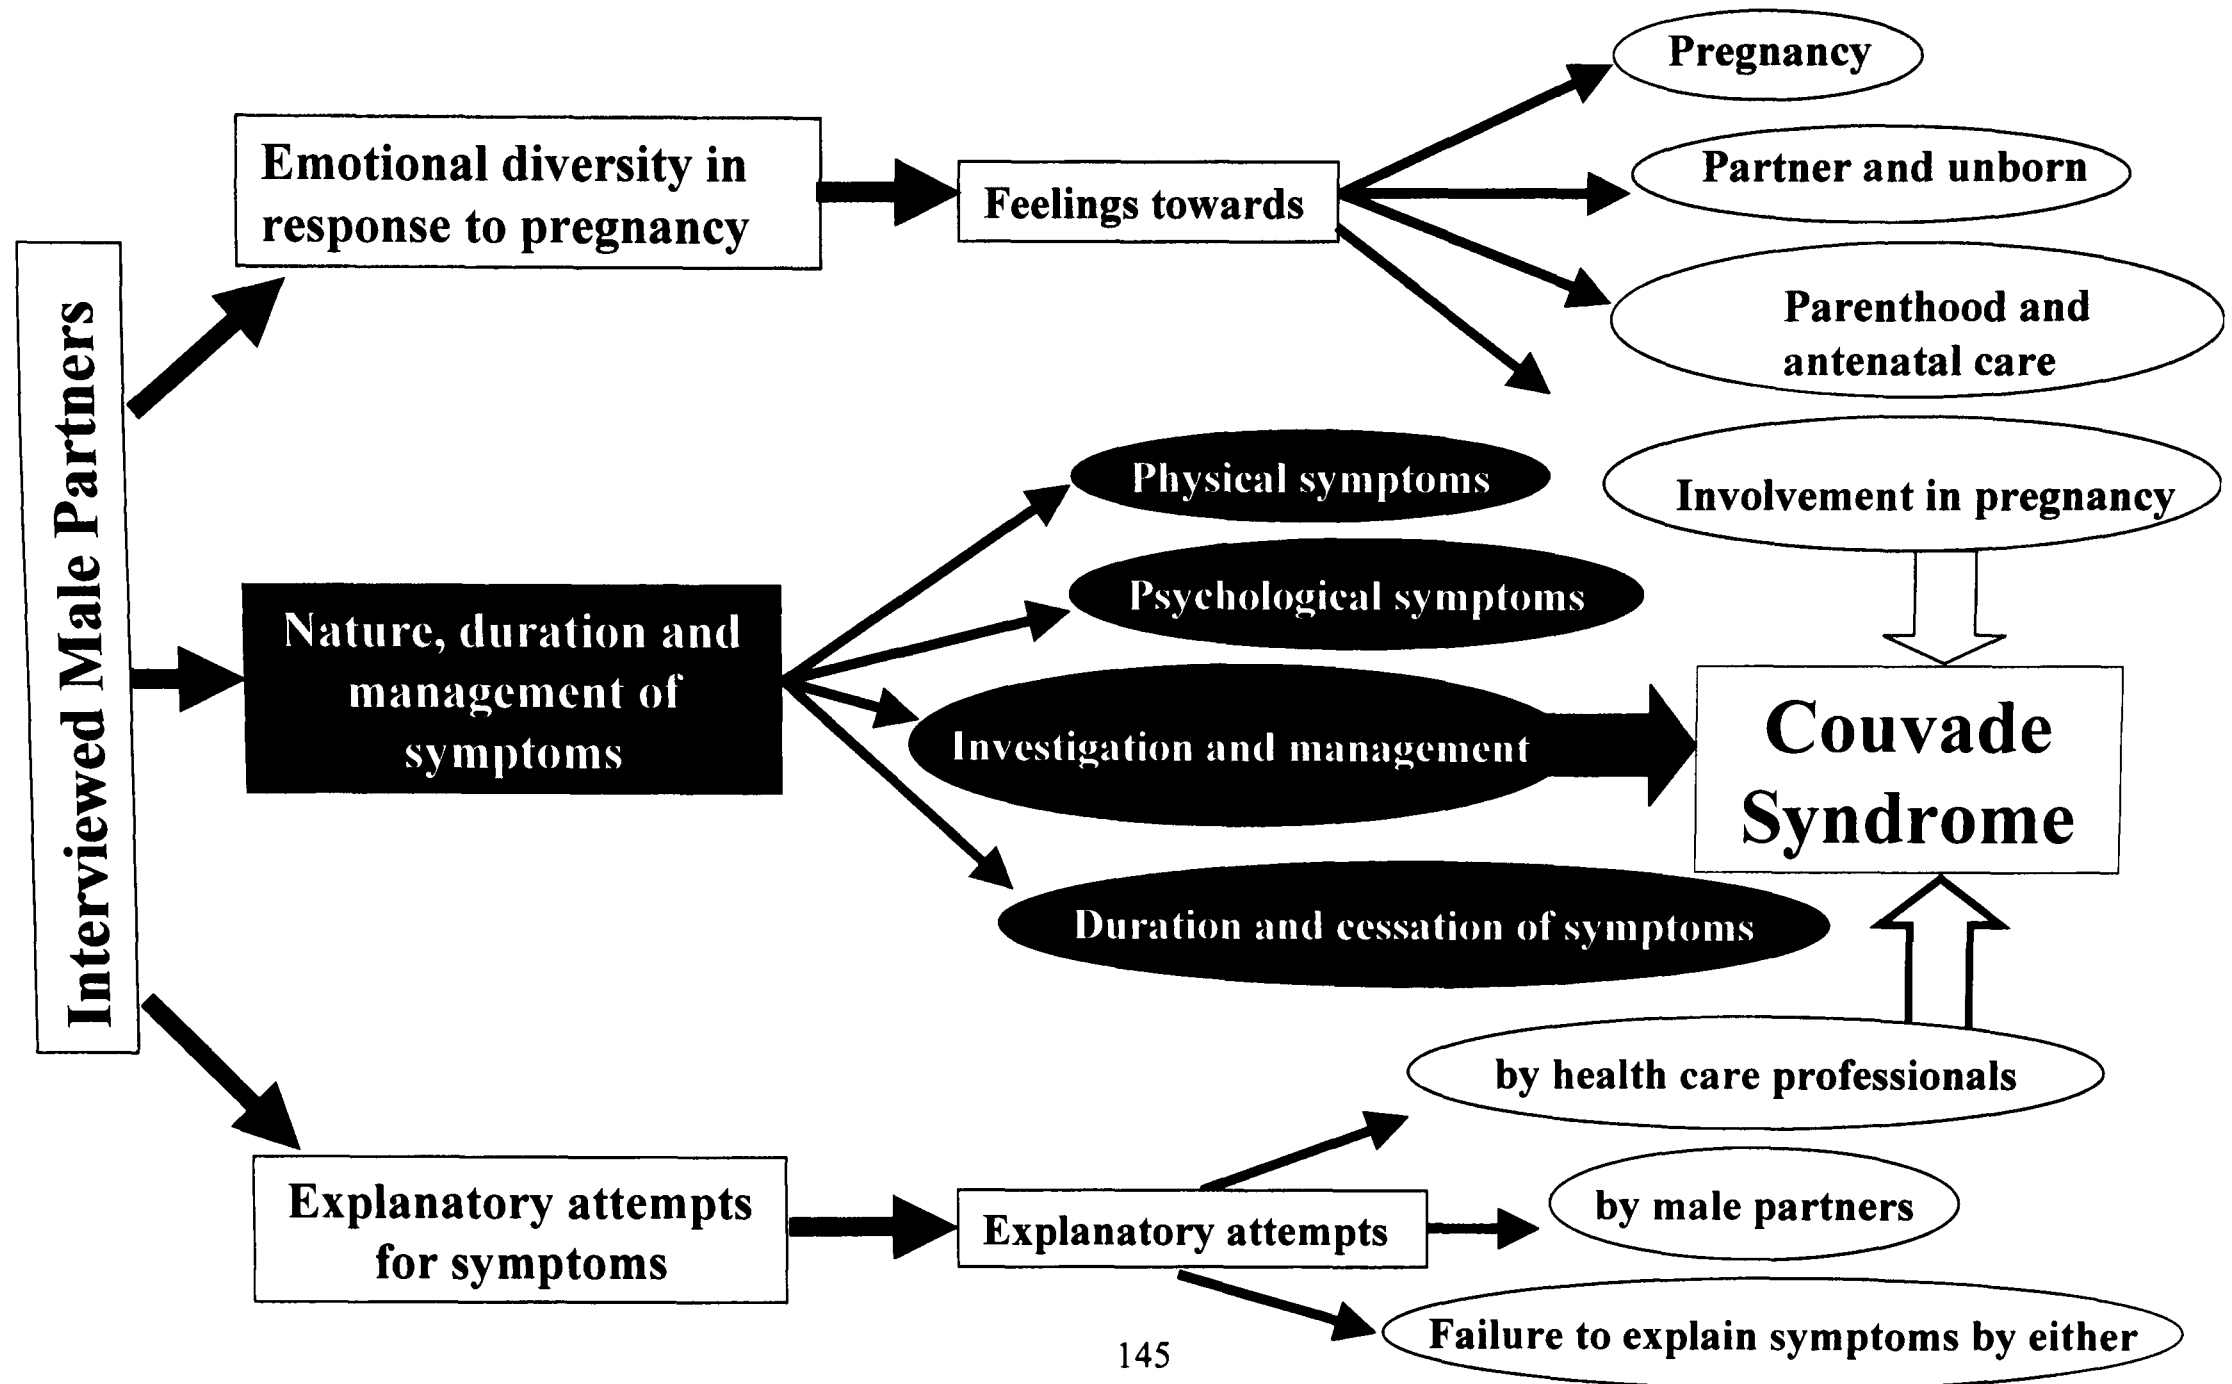 Interviewed Male Partners
Emotional diversity in
response to pregnancy
Feelings towards
Pregnancy
Partner and unborn
Parenthood and
antenatal care
Involvement in pregnancy
Nature, duration and
management of
symptoms
Physical symptoms
Psychological symptoms
Investigation and management
Duration and cessation of symptoms
Couvade
Syndrome
Explanatory attempts
for symptoms
Explanatory attempts
by health care professionals
by male partners
Failure to explain symptoms by either
145